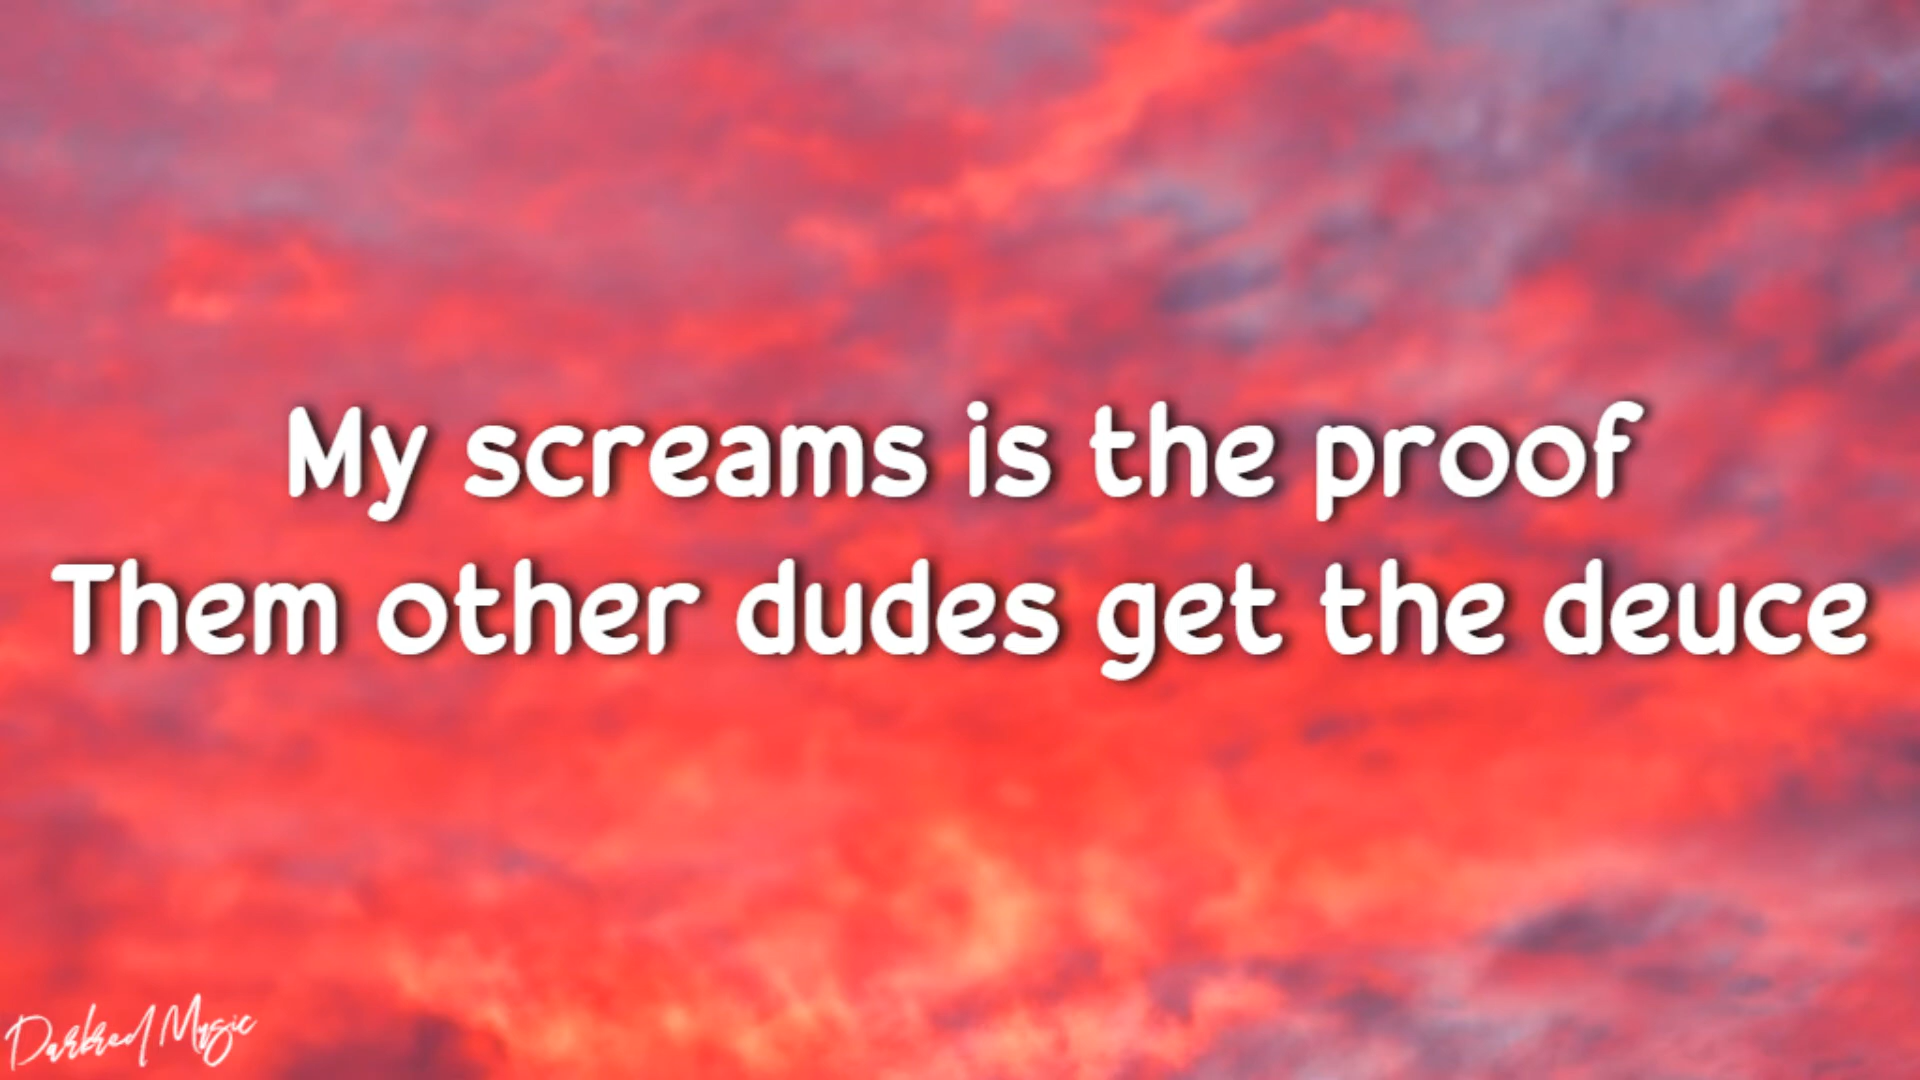 My screams is the proof
Them other dudes get the deuce
Darkred Music